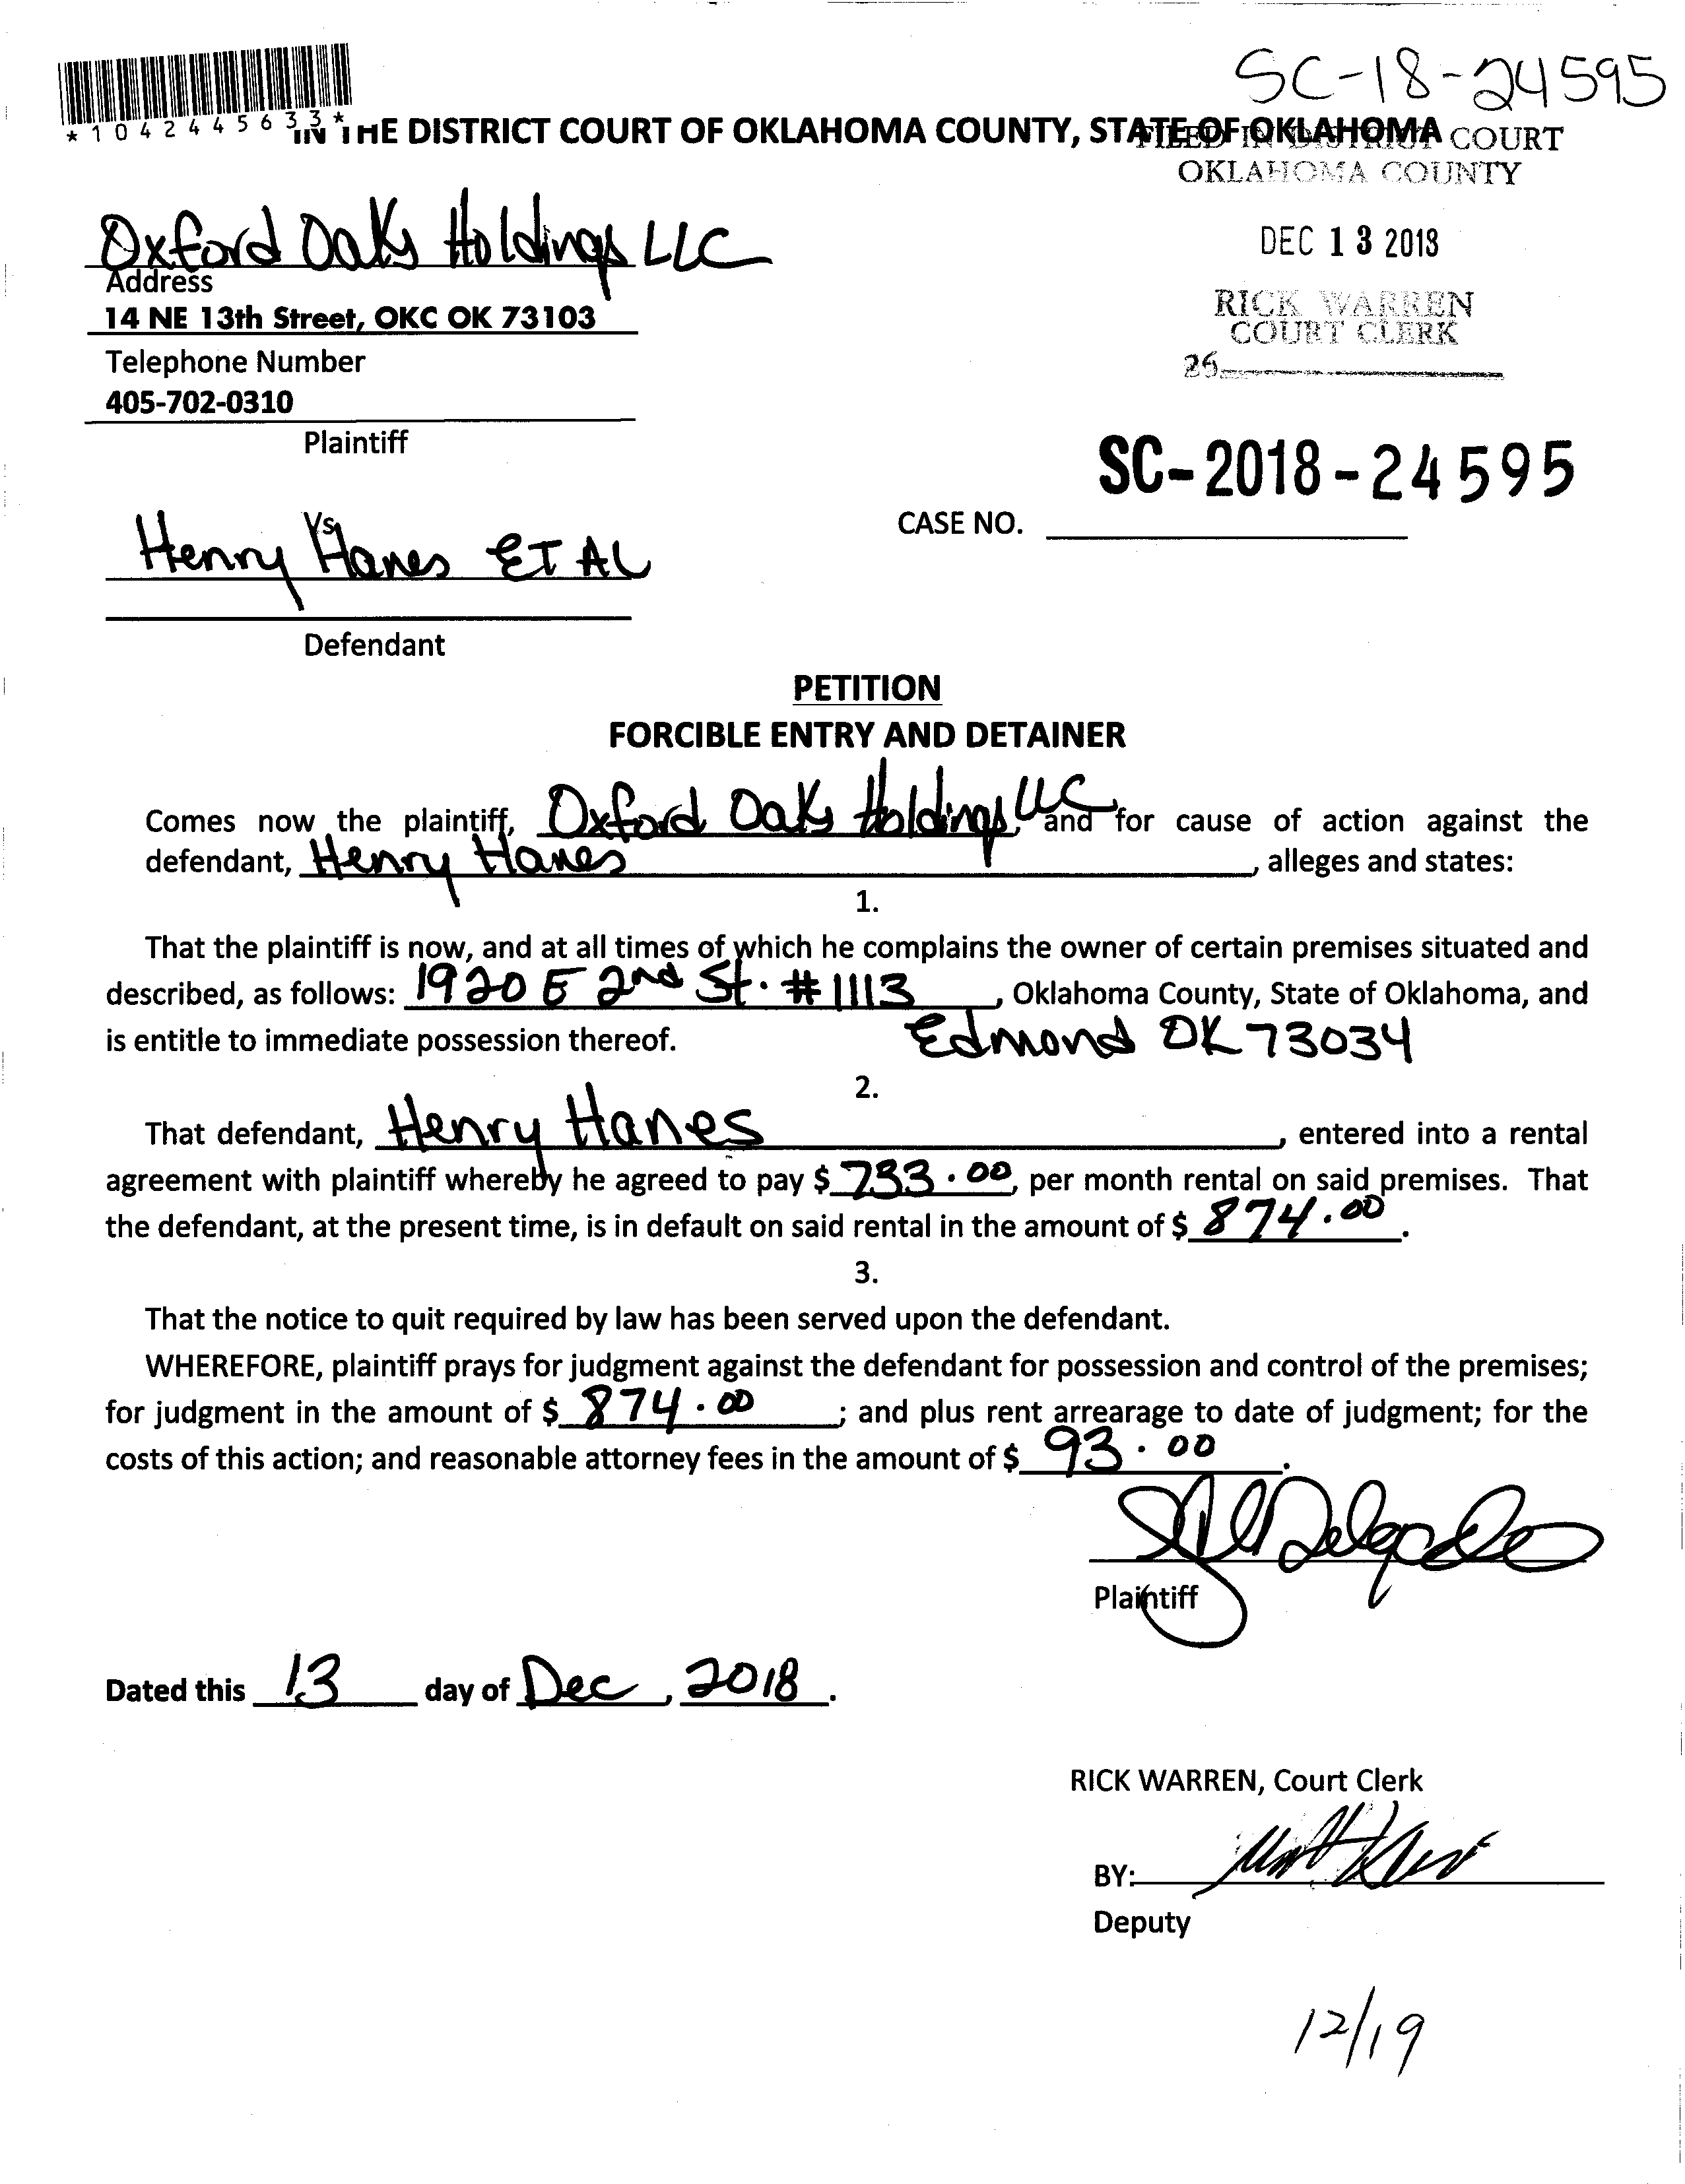 SC-18-24595
*1042445633*
IN THE DISTRICT COURT OF OKLAHOMA COUNTY, STATE OF OKLAHOMA
FILED IN DISTRICT COURT
OKLAHOMA COUNTY
Oxford Oaks Holdings LLC
DEC 13 2018
Address
14 NE 13th Street, OKC OK 73103
RICK WARREN
COURT CLERK
Telephone Number
26
405-702-0310
Plaintiff
SC-2018-24595
Vs.
CASE NO.
Henry Hanes ET AL
Defendant
PETITION
FORCIBLE ENTRY AND DETAINER
Comes now the plaintiff, Oxford Oaks Holdings, LLC, and for cause of action against the
defendant, Henry Hanes, alleges and states:
1.
That the plaintiff is now, and at all times of which he complains the owner of certain premises situated and
described, as follows: 1920 E 2nd St. #1113, Oklahoma County, State of Oklahoma, and
is entitle to immediate possession thereof. Edmond OK 73034
2.
That defendant, Henry Hanes, entered into a rental
agreement with plaintiff whereby he agreed to pay $ 733.00, per month rental on said premises. That
the defendant, at the present time, is in default on said rental in the amount of $ 874.00.
3.
That the notice to quit required by law has been served upon the defendant.
WHEREFORE, plaintiff prays for judgment against the defendant for possession and control of the premises;
for judgment in the amount of $ 874.00; and plus rent arrearage to date of judgment; for the
costs of this action; and reasonable attorney fees in the amount of $ 93.00.
Delgado
Plaintiff
Dated this 13 day of Dec, 2018.
RICK WARREN, Court Clerk
BY:
Deputy
12/19